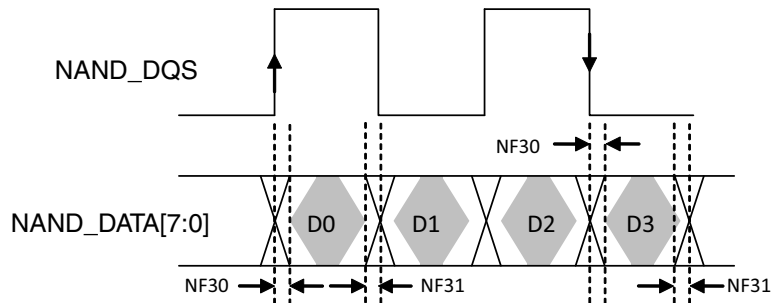 NAND_DQS
NF30
NAND_DATA[7:0]
D0
D1
D2
D3
NF30
NF31
NF31